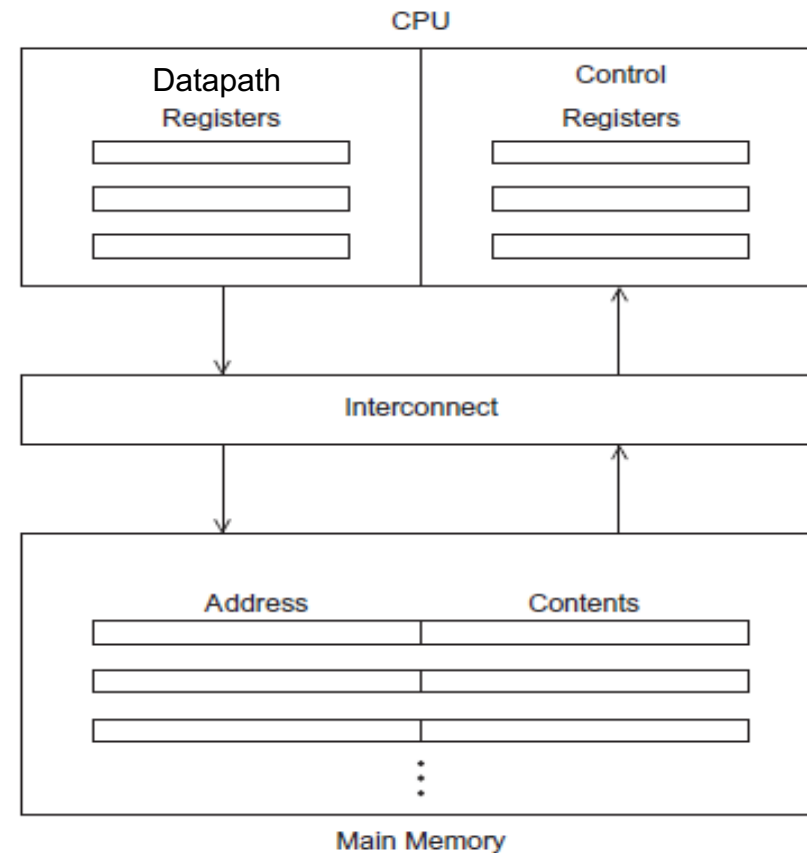 CPU
Datapath
Registers
Control
Registers
Interconnect
Address Contents
Main Memory